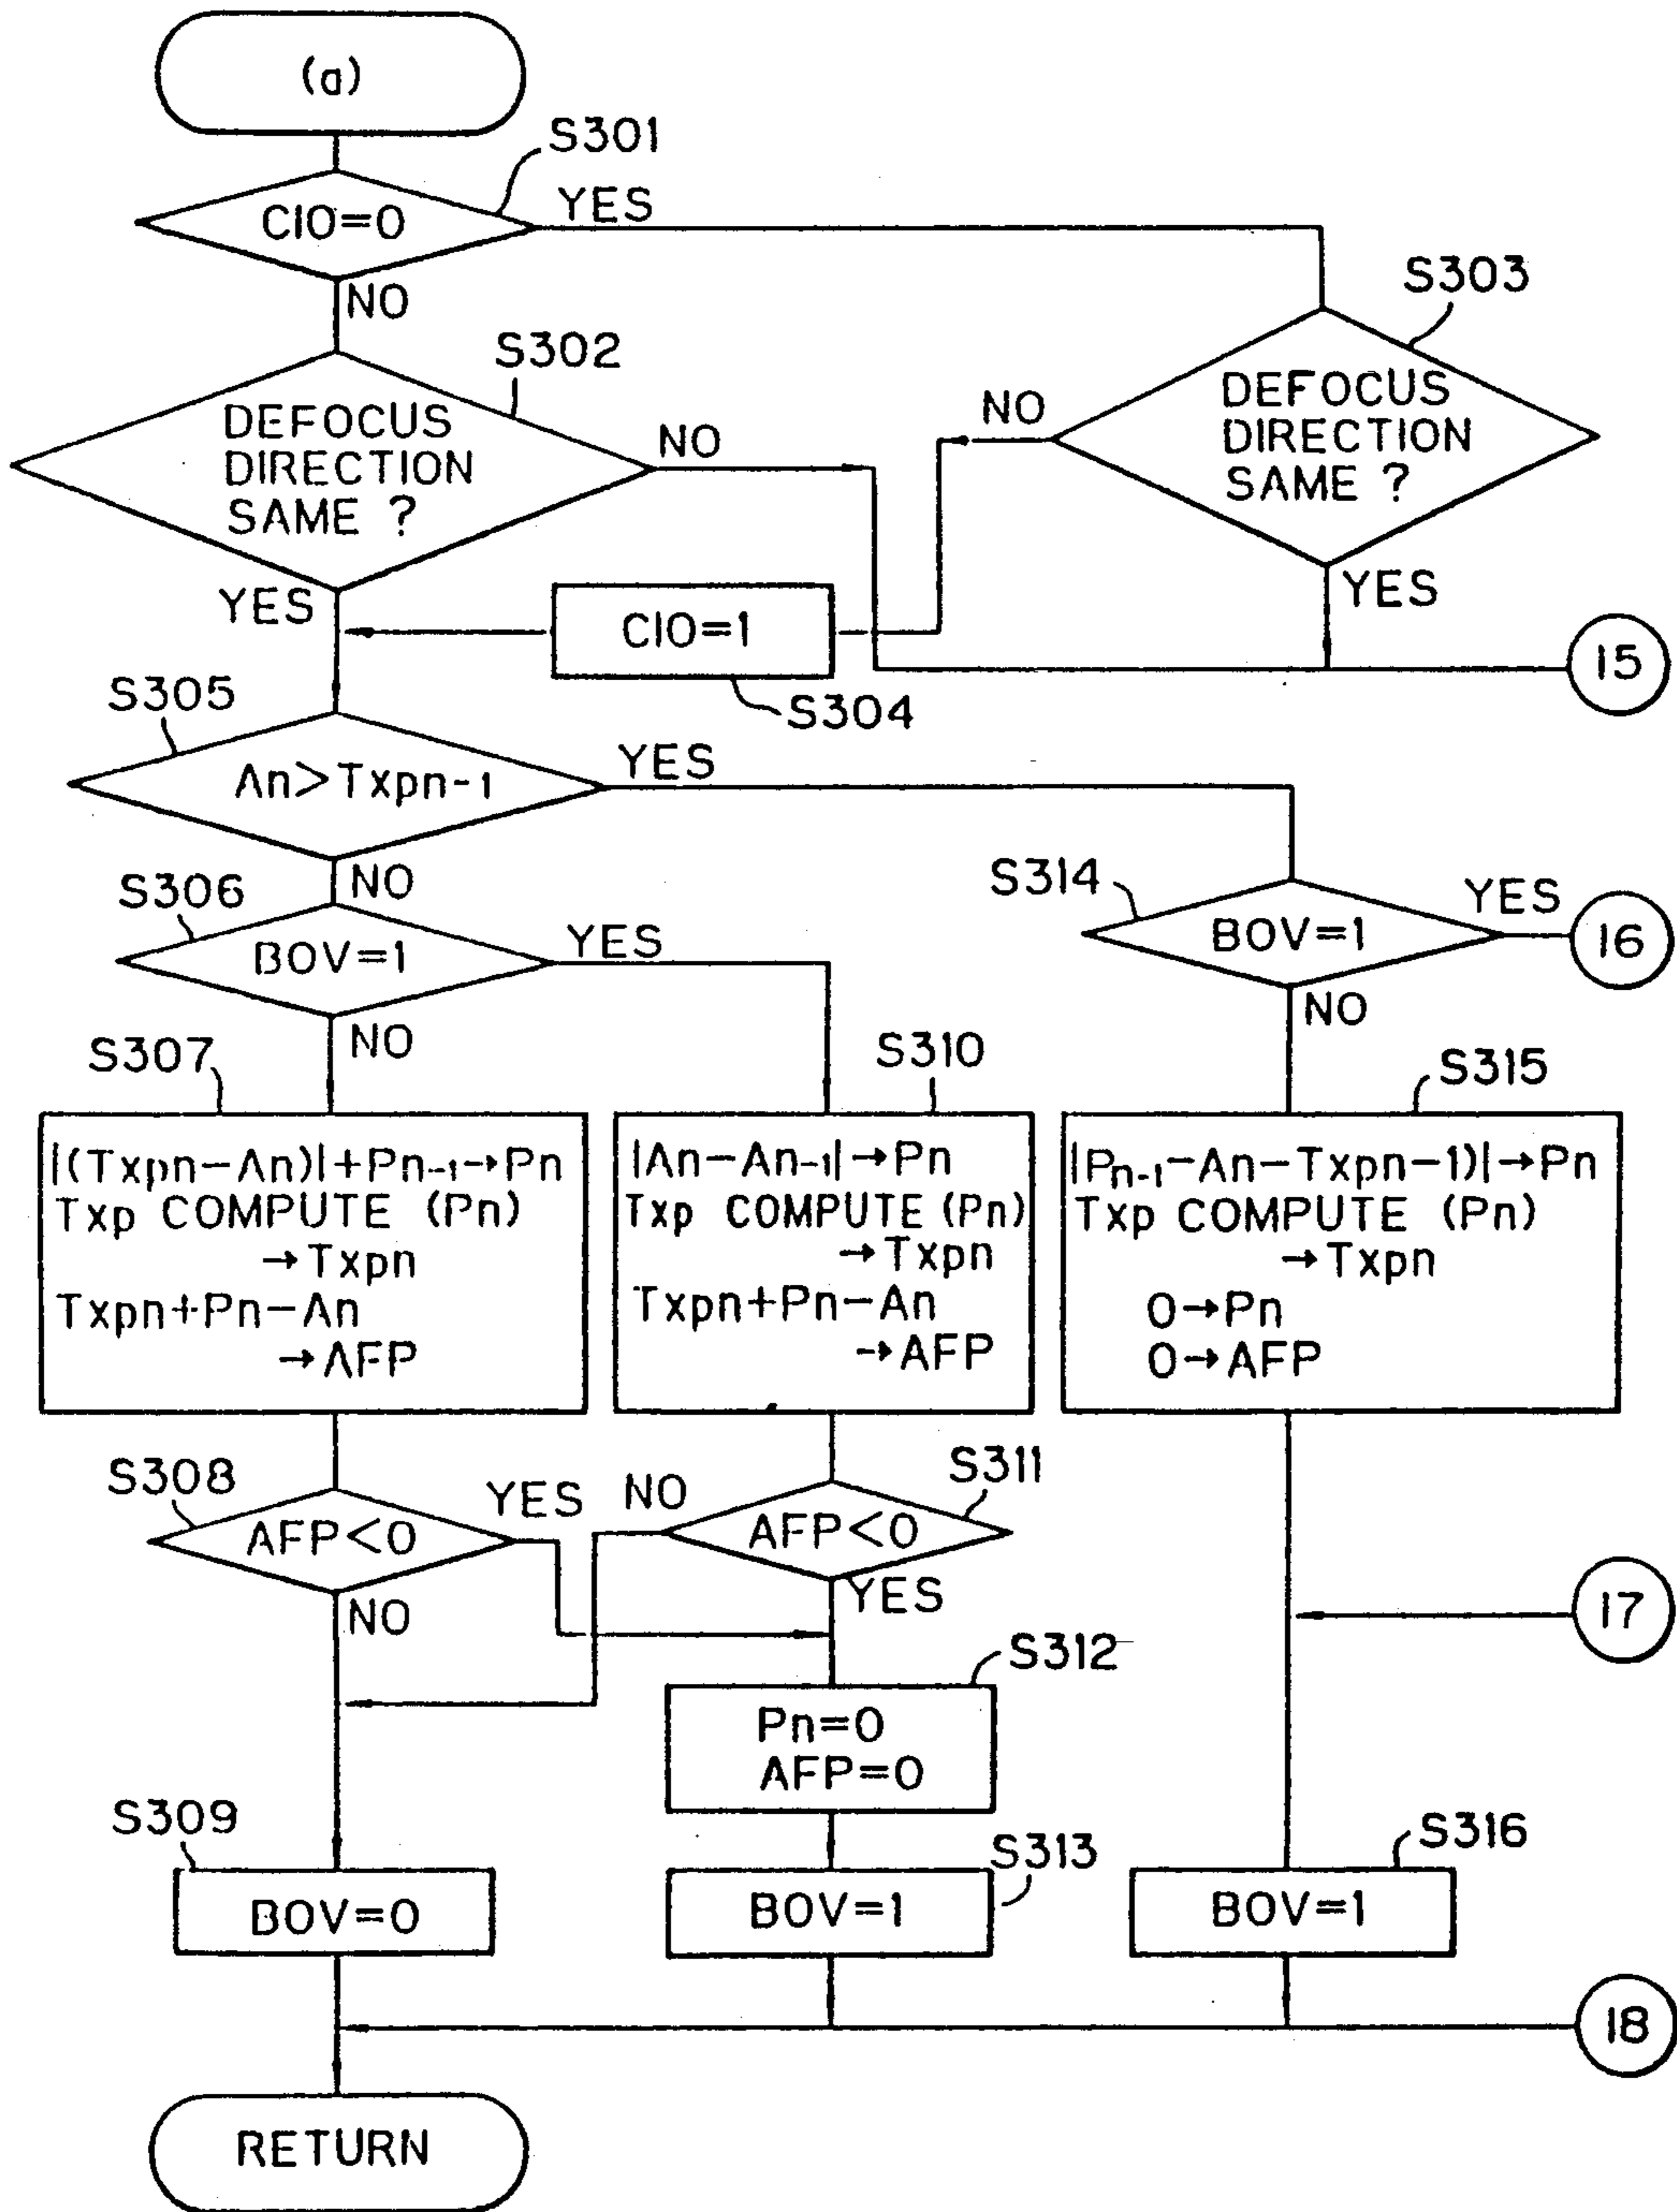 (a)
S301
C10=0
YES
NO
S302
DEFOCUS
DIRECTION
SAME ?
NO
YES
S303
DEFOCUS
DIRECTION
SAME ?
NO
YES
C10=1
S304
15
S305
An>Txpn-1
YES
NO
S306
BOV=1
YES
NO
S314
BOV=1
YES
16
NO
S307
|(Txpn-An)|+Pn-1→Pn
Txp COMPUTE (Pn)
→Txpn
Txpn+Pn-An
→AFP
S310
|An-An-1|→Pn
Txp COMPUTE (Pn)
→Txpn
Txpn+Pn-An
→AFP
S315
|Pn-1-An-Txpn-1)|→Pn
Txp COMPUTE (Pn)
→Txpn
0→Pn
0→AFP
S308
AFP<0
YES
NO
S311
AFP<0
NO
YES
17
S312
Pn=0
AFP=0
S309
BOV=0
S313
BOV=1
S316
BOV=1
18
RETURN